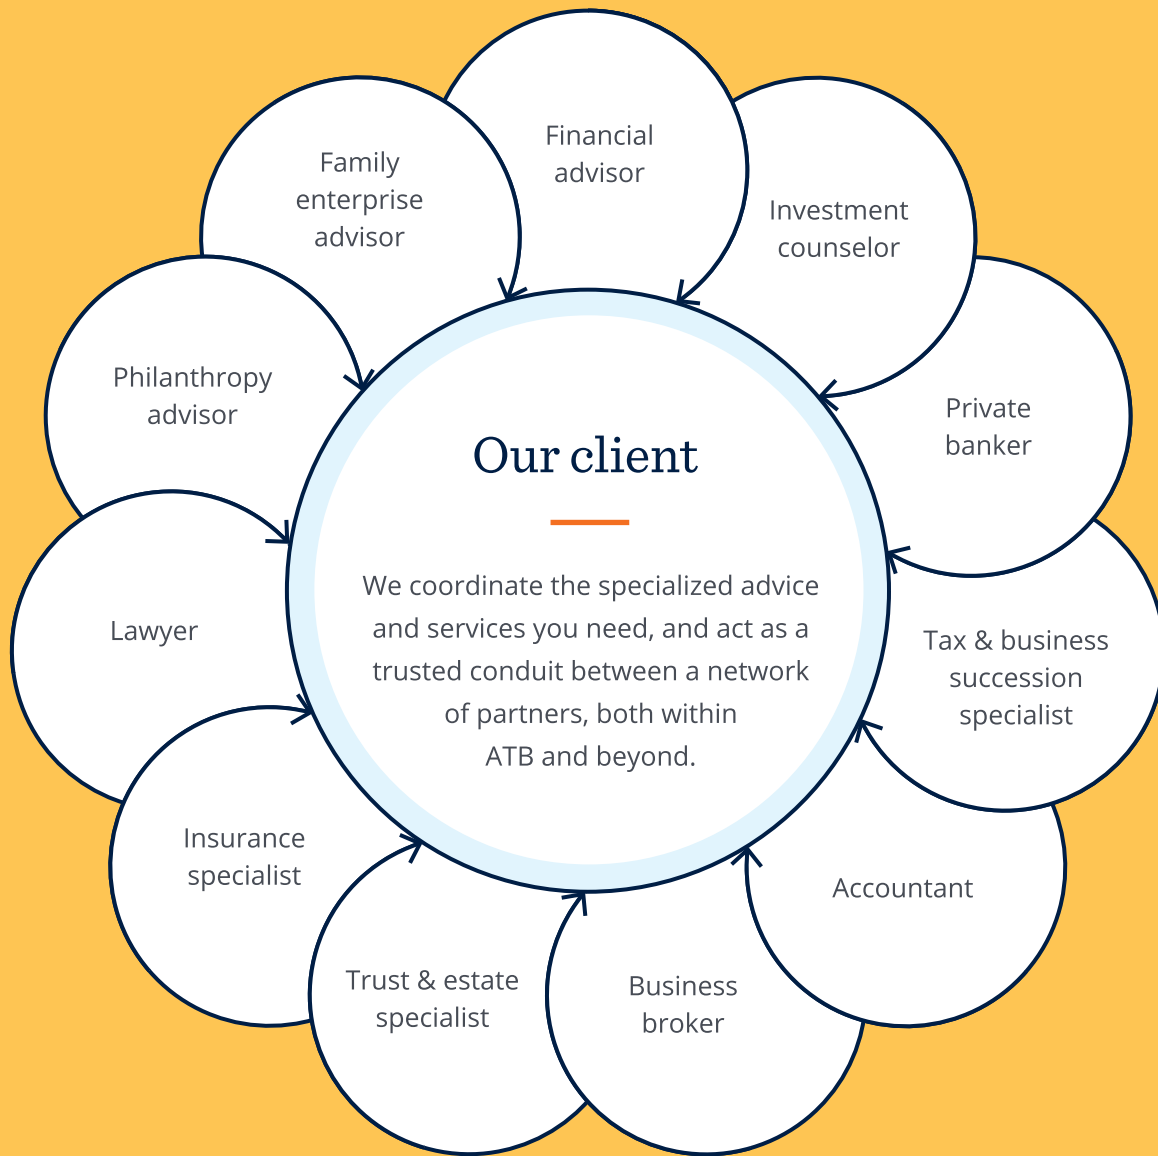 Financial
advisor
Investment
counselor
Private
banker
Tax & business
succession
specialist
Accountant
Business
broker
Trust & estate
specialist
Insurance
specialist
Lawyer
Philanthropy
advisor
Family
enterprise
advisor
Our client
We coordinate the specialized advice
and services you need, and act as a
trusted conduit between a network
of partners, both within
ATB and beyond.